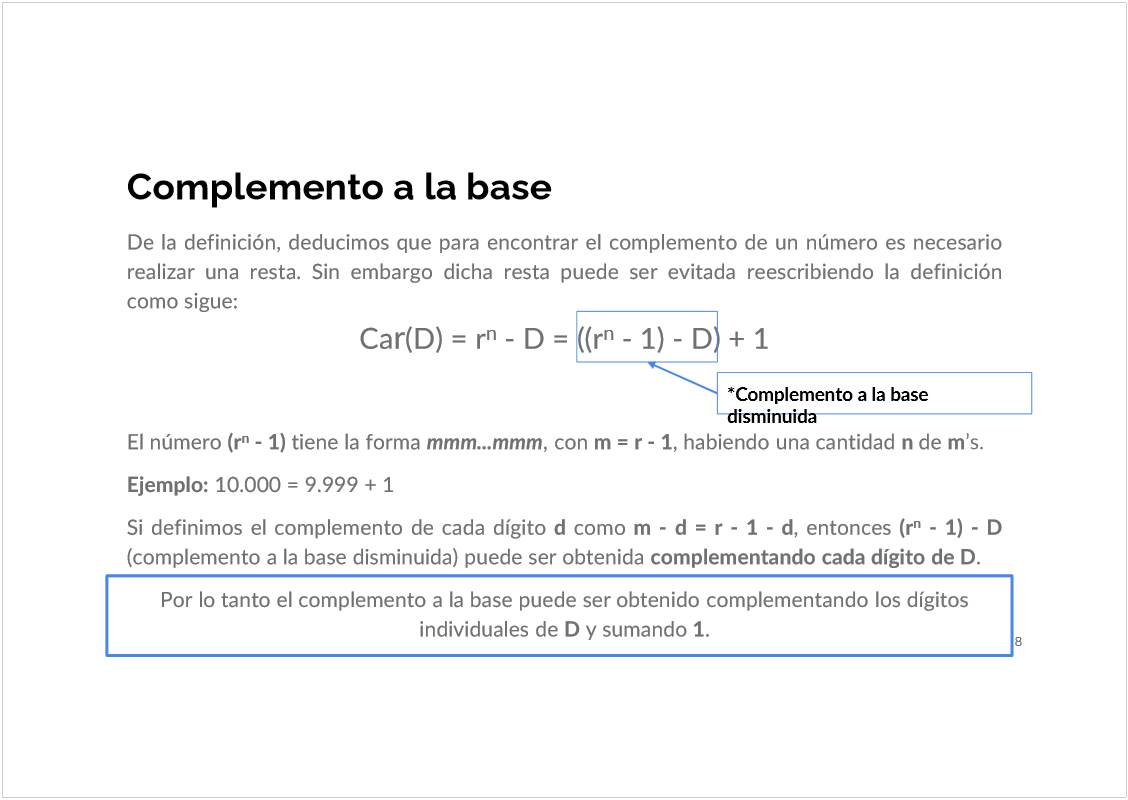 Complemento a la base
De la definición, deducimos que para encontrar el complemento de un número es necesario
realizar una resta. Sin embargo dicha resta puede ser evitada reescribiendo la definición
como sigue:
Car(D) = rⁿ - D = ((rⁿ - 1) - D) + 1
*Complemento a la base
disminuida
El número (rⁿ - 1) tiene la forma mmm...mmm, con m = r - 1, habiendo una cantidad n de m's.
Ejemplo: 10.000 = 9.999 + 1
Si definimos el complemento de cada dígito d como m - d = r - 1 - d, entonces (rⁿ - 1) - D
(complemento a la base disminuida) puede ser obtenida complementando cada dígito de D.
Por lo tanto el complemento a la base puede ser obtenido complementando los dígitos
individuales de D y sumando 1.
8